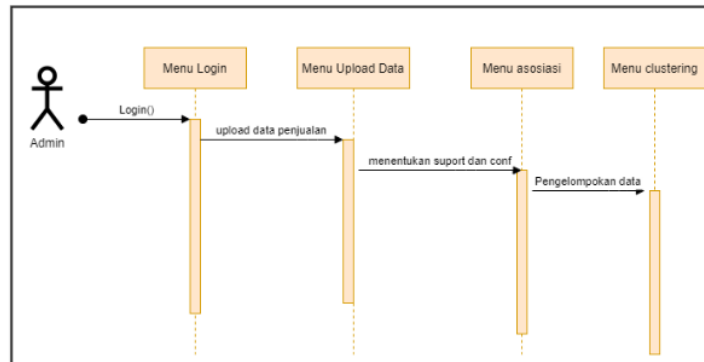 Menu Login
Menu Upload Data
Menu asosiasi
Menu clustering
Login()
upload data penjualan
Admin
menentukan suport dan conf
Pengelompokan data